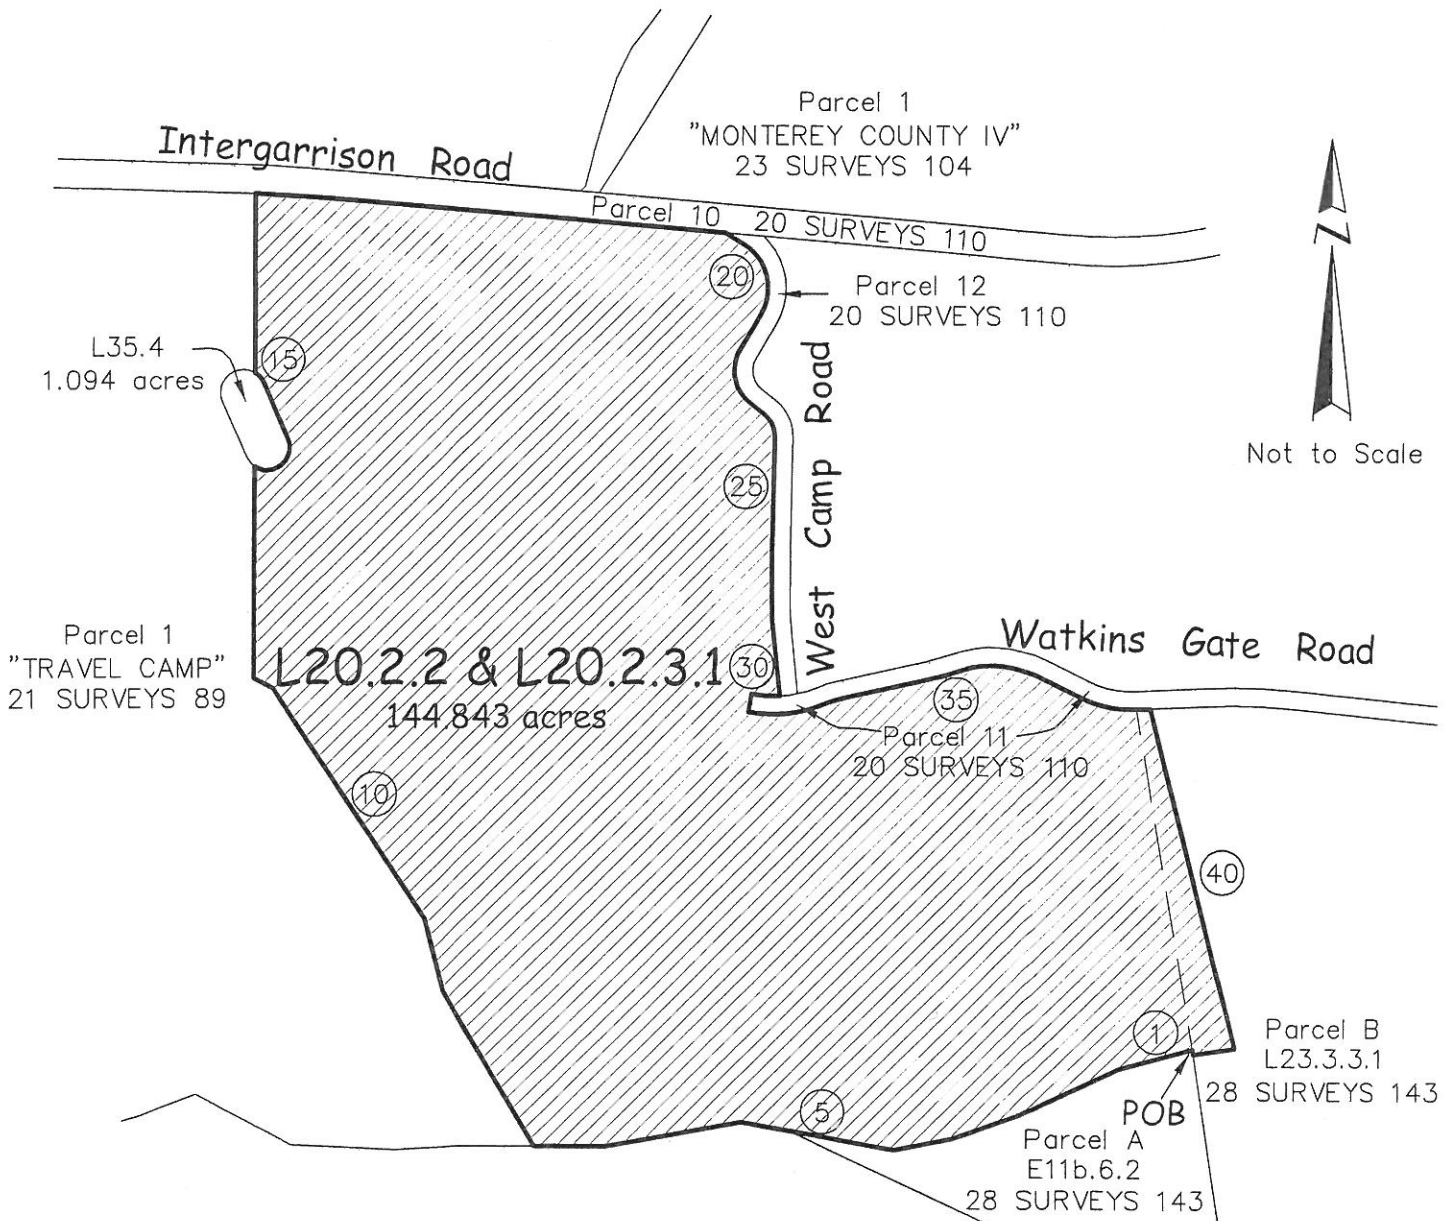 Parcel 1
"MONTEREY COUNTY IV"
23 SURVEYS 104
Intergarrison Road
Parcel 10 20 SURVEYS 110
N
20
Parcel 12
20 SURVEYS 110
L35.4
1.094 acres
15
West Camp Road
Not to Scale
25
Parcel 1
"TRAVEL CAMP"
21 SURVEYS 89
L20.2.2 & L20.2.3.1
144.843 acres
30
Watkins Gate Road
35
Parcel 11
20 SURVEYS 110
10
40
1
Parcel B
L23.3.3.1
28 SURVEYS 143
POB
5
Parcel A
E11b.6.2
28 SURVEYS 143